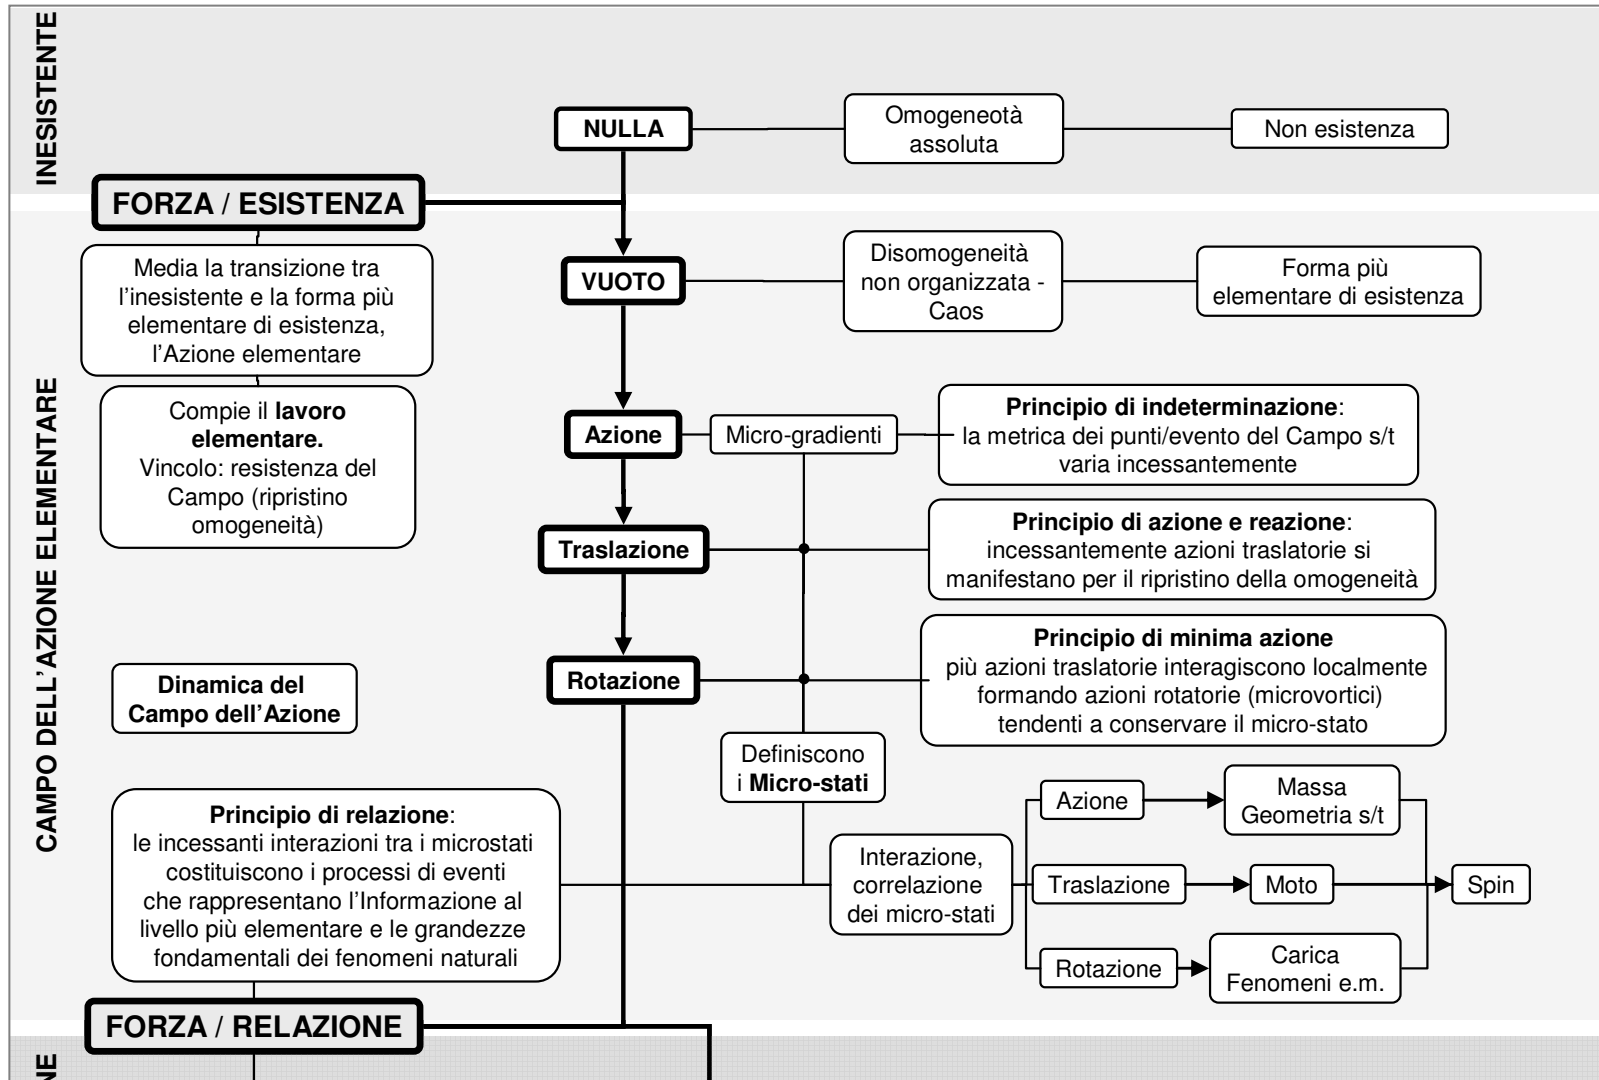 INESISTENTE
NULLA
Omogeneotà
assoluta
Non esistenza
FORZA / ESISTENZA
Media la transizione tra
l'inesistente e la forma più
elementare di esistenza,
l'Azione elementare
VUOTO
Disomogeneità
non organizzata -
Caos
Forma più
elementare di esistenza
CAMPO DELL'AZIONE ELEMENTARE
Compie il lavoro
elementare.
Vincolo: resistenza del
Campo (ripristino
omogeneità)
Azione
Micro-gradienti
Principio di indeterminazione:
la metrica dei punti/evento del Campo s/t
varia incessantemente
Traslazione
Principio di azione e reazione:
incessantemente azioni traslatorie si
manifestano per il ripristino della omogeneità
Rotazione
Principio di minima azione
più azioni traslatorie interagiscono localmente
formando azioni rotatorie (microvortici)
tendenti a conservare il micro-stato
Dinamica del
Campo dell'Azione
Definiscono
i Micro-stati
Principio di relazione:
le incessanti interazioni tra i microstati
costituiscono i processi di eventi
che rappresentano l'Informazione al
livello più elementare e le grandezze
fondamentali dei fenomeni naturali
Interazione,
correlazione
dei micro-stati
Azione
Massa
Geometria s/t
Traslazione
Moto
Spin
Rotazione
Carica
Fenomeni e.m.
FORZA / RELAZIONE
NE